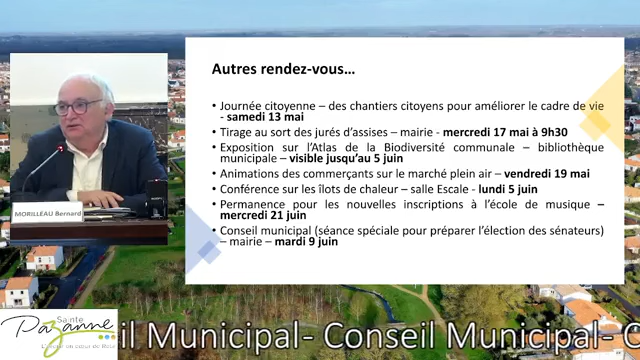 Autres rendez-vous...
• Journée citoyenne – des chantiers citoyens pour améliorer le cadre de vie
- samedi 13 mai
• Tirage au sort des jurés d'assises – mairie - mercredi 17 mai à 9h30
• Exposition sur l'Atlas de la Biodiversité communale – bibliothèque
municipale – visible jusqu'au 5 juin
• Animations des commerçants sur le marché plein air – vendredi 19 mai
• Conférence sur les îlots de chaleur – salle Escale - lundi 5 juin
• Permanence pour les nouvelles inscriptions à l'école de musique –
mercredi 21 juin
• Conseil municipal (séance spéciale pour préparer l'élection des sénateurs)
– mairie – mardi 9 juin
MORILLEAU Bernard
Sainte
Pazanne
au cœur de Retz
il Municipal- Conseil Municipal- C